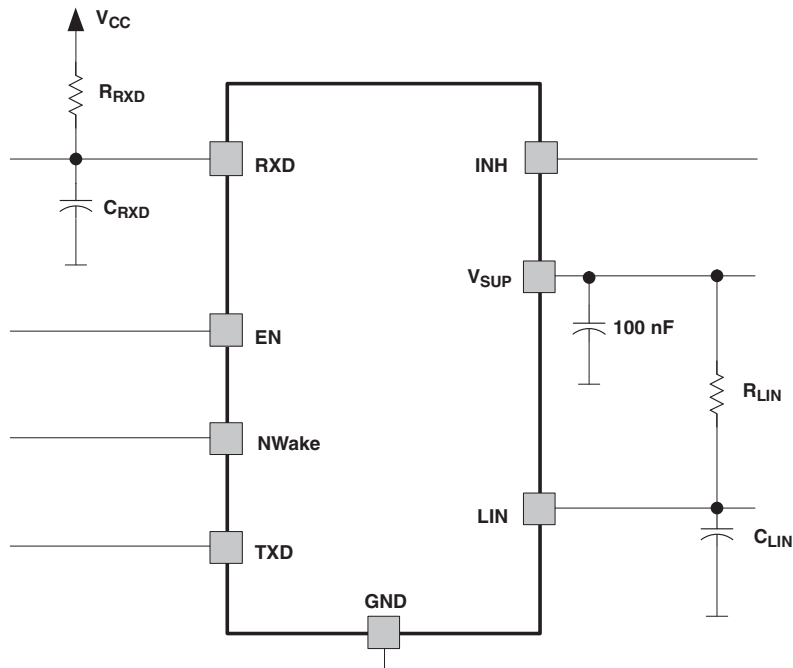 VCC
RRXD
RXD
INH
CRXD
VSUP
100 nF
EN
RLIN
NWake
LIN
CLIN
TXD
GND